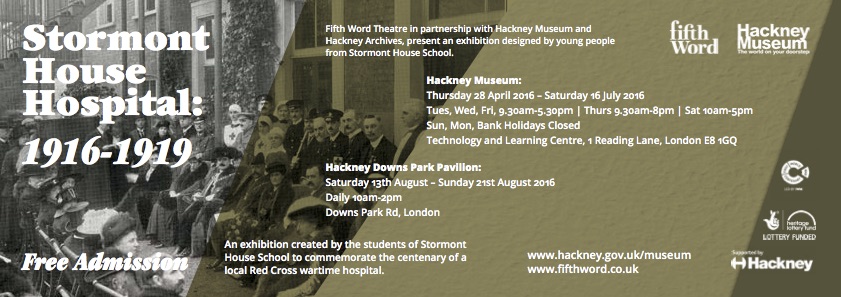 Stormont
House
Hospital:
1916-1919
Free Admission
Fifth Word Theatre in partnership with Hackney Museum and
Hackney Archives, present an exhibition designed by young people
from Stormont House School.
Hackney Museum:
Thursday 28 April 2016 – Saturday 16 July 2016
Tues, Wed, Fri, 9.30am-5.30pm | Thurs 9.30am-8pm | Sat 10am-5pm
Sun, Mon, Bank Holidays Closed
Technology and Learning Centre, 1 Reading Lane, London E8 1GQ
Hackney Downs Park Pavilion:
Saturday 13th August – Sunday 21st August 2016
Daily 10am-2pm
Downs Park Rd, London
An exhibition created by the students of Stormont
House School to commemorate the centenary of a
local Red Cross wartime hospital.
www.hackney.gov.uk/museum
www.fifthword.co.uk
fifth
Word
Hackney
Museum
The world on your doorstep
heritage
lottery fund
LOTTERY FUNDED
Supported by
Hackney